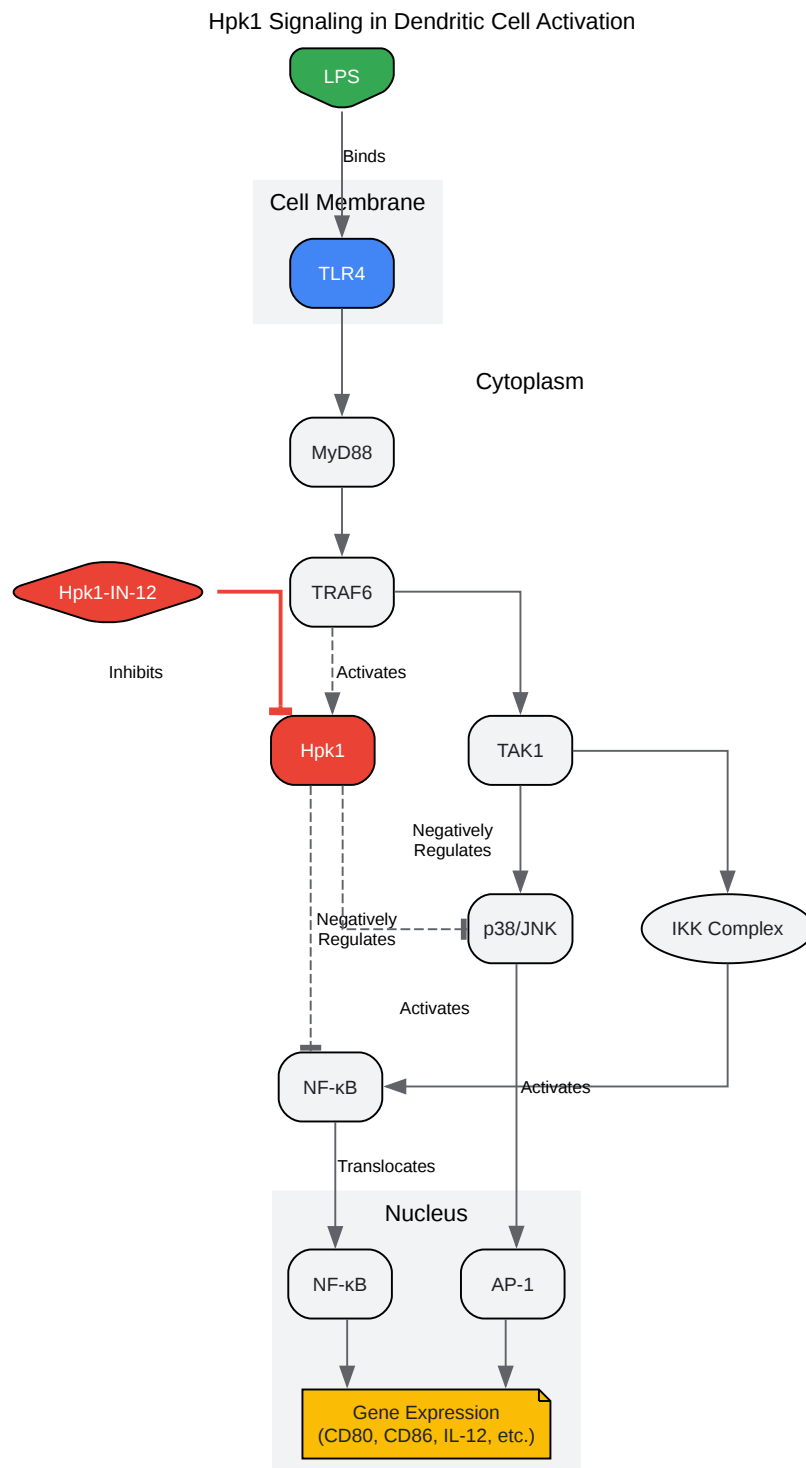 Hpk1 Signaling in Dendritic Cell Activation
LPS
Binds
Cell Membrane
TLR4
Cytoplasm
MyD88
Hpk1-IN-12
TRAF6
Inhibits
Activates
Hpk1
TAK1
Negatively
Regulates
Negatively
Regulates
p38/JNK
IKK Complex
Activates
NF-κB
Activates
Translocates
Nucleus
NF-κB
AP-1
Gene Expression
(CD80, CD86, IL-12, etc.)